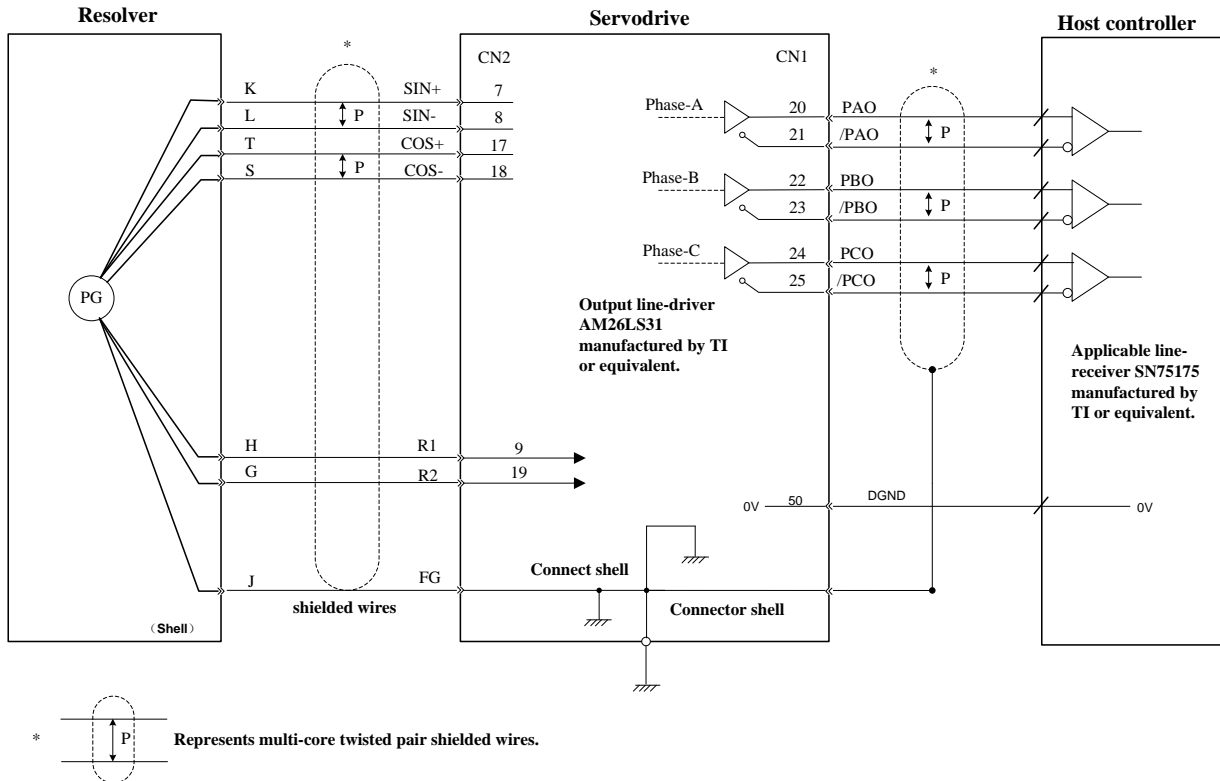 Resolver
Servodrive
Host controller
*
CN2
CN1
*
K SIN+ 7
L SIN- 8
T COS+ 17
S COS- 18
P
P
Phase-A 20 PAO
21 /PAO
P
Phase-B 22 PBO
23 /PBO
P
Phase-C 24 PCO
25 /PCO
P
PG
Output line-driver
AM26LS31
manufactured by TI
or equivalent.
Applicable line-
receiver SN75175
manufactured by
TI or equivalent.
H R1 9
G R2 19
0V 50 DGND 0V
J FG
Connect shell
Connector shell
shielded wires
（Shell）
* P Represents multi-core twisted pair shielded wires.